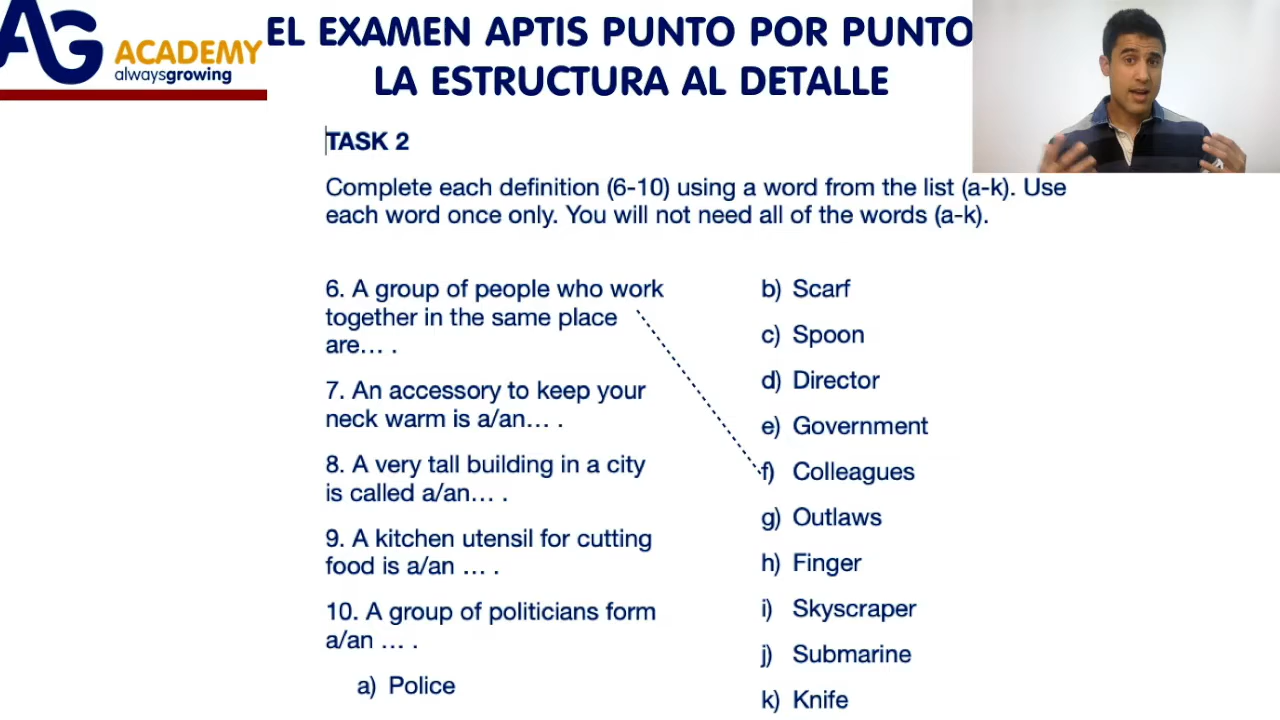 AG
ACADEMY
alwaysgrowing
EL EXAMEN APTIS PUNTO POR PUNTO
LA ESTRUCTURA AL DETALLE
TASK 2
Complete each definition (6-10) using a word from the list (a-k). Use
each word once only. You will not need all of the words (a-k).
6. A group of people who work
together in the same place
are... .
7. An accessory to keep your
neck warm is a/an... .
8. A very tall building in a city
is called a/an... .
9. A kitchen utensil for cutting
food is a/an ... .
10. A group of politicians form
a/an ... .
a) Police
b) Scarf
c) Spoon
d) Director
e) Government
f) Colleagues
g) Outlaws
h) Finger
i) Skyscraper
j) Submarine
k) Knife